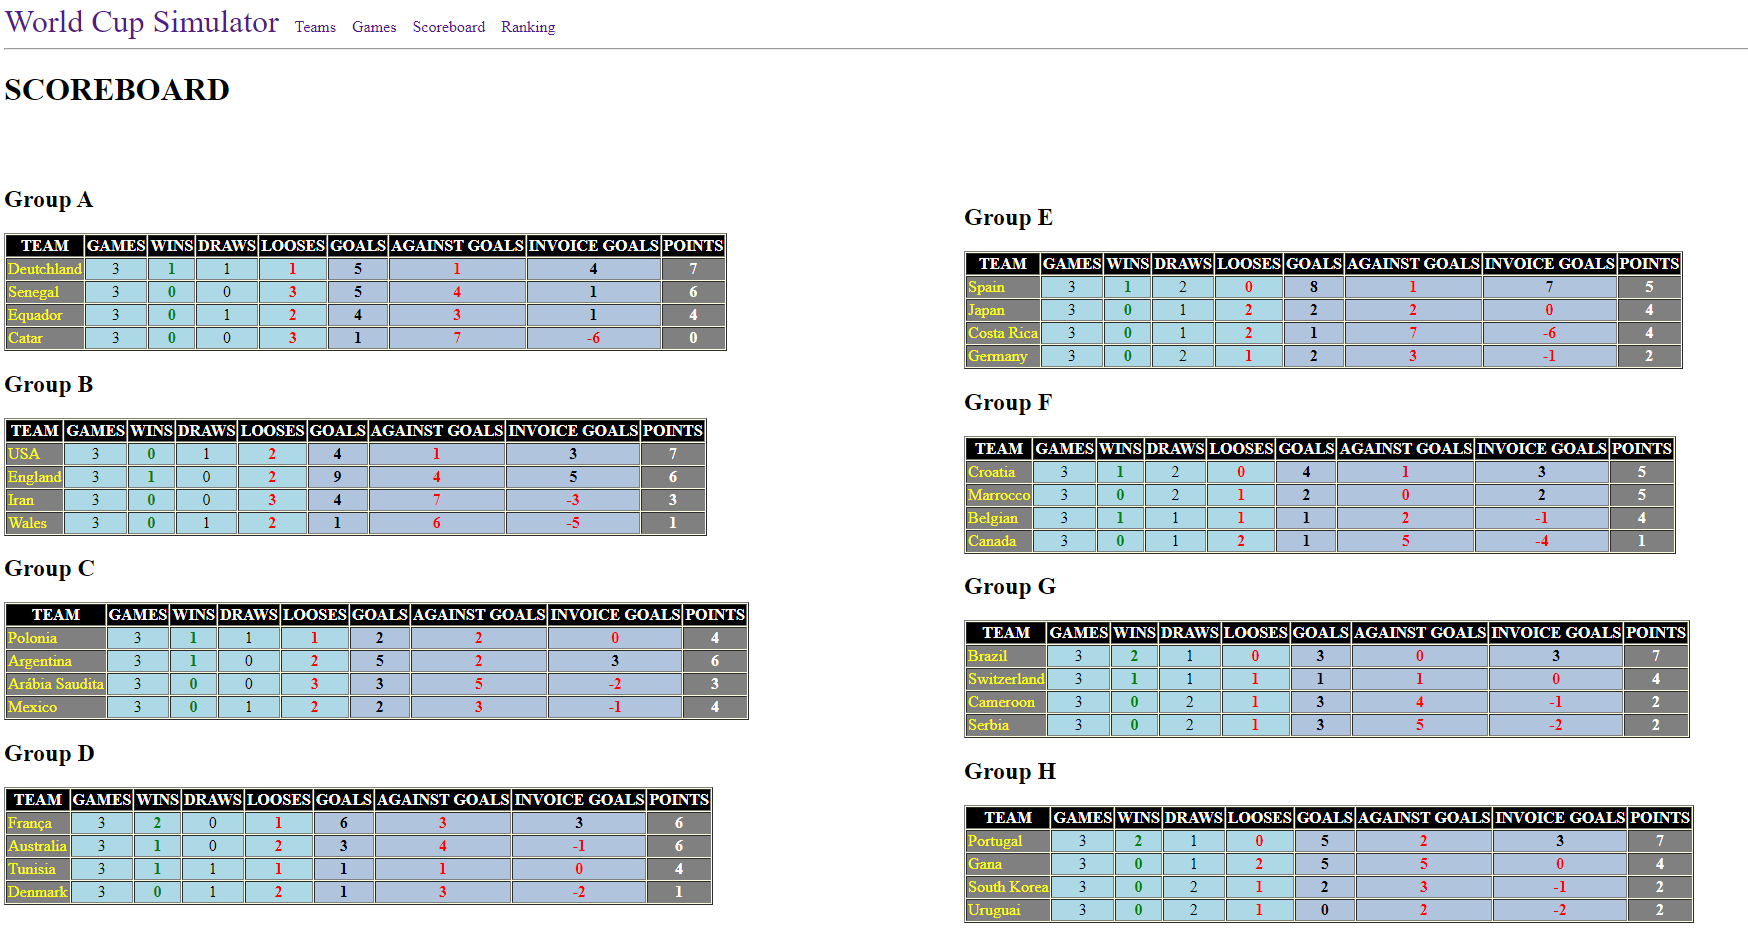 World Cup Simulator Teams Games Scoreboard Ranking
SCOREBOARD
Group A
TEAM GAMES WINS DRAWS LOOSES GOALS AGAINST GOALS INVOICE GOALS POINTS
Deutchland 3 1 1 1 5 1 4 7
Senegal 3 0 0 3 5 4 1 6
Equador 3 0 1 2 4 3 1 4
Catar 3 0 0 3 1 7 -6 0
Group B
TEAM GAMES WINS DRAWS LOOSES GOALS AGAINST GOALS INVOICE GOALS POINTS
USA 3 0 1 2 4 1 3 7
England 3 1 0 2 9 4 5 6
Iran 3 0 0 3 4 7 -3 3
Wales 3 0 1 2 1 6 -5 1
Group C
TEAM GAMES WINS DRAWS LOOSES GOALS AGAINST GOALS INVOICE GOALS POINTS
Polonia 3 1 1 1 2 2 0 4
Argentina 3 1 0 2 5 2 3 6
Arábia Saudita 3 0 0 3 3 5 -2 3
Mexico 3 0 1 2 2 3 -1 4
Group D
TEAM GAMES WINS DRAWS LOOSES GOALS AGAINST GOALS INVOICE GOALS POINTS
França 3 2 0 1 6 3 3 6
Australia 3 1 0 2 3 4 -1 6
Tunisia 3 1 1 1 1 1 0 4
Denmark 3 0 1 2 1 3 -2 1
Group E
TEAM GAMES WINS DRAWS LOOSES GOALS AGAINST GOALS INVOICE GOALS POINTS
Spain 3 1 2 0 8 1 7 5
Japan 3 0 1 2 2 2 0 4
Costa Rica 3 0 1 2 1 7 -6 4
Germany 3 0 2 1 2 3 -1 2
Group F
TEAM GAMES WINS DRAWS LOOSES GOALS AGAINST GOALS INVOICE GOALS POINTS
Croatia 3 1 2 0 4 1 3 5
Marrocco 3 0 2 1 2 0 2 5
Belgian 3 1 1 1 1 2 -1 4
Canada 3 0 1 2 1 5 -4 1
Group G
TEAM GAMES WINS DRAWS LOOSES GOALS AGAINST GOALS INVOICE GOALS POINTS
Brazil 3 2 1 0 3 0 3 7
Switzerland 3 1 1 1 1 1 0 4
Cameroon 3 0 2 1 3 4 -1 2
Serbia 3 0 2 1 3 5 -2 2
Group H
TEAM GAMES WINS DRAWS LOOSES GOALS AGAINST GOALS INVOICE GOALS POINTS
Portugal 3 2 1 0 5 2 3 7
Gana 3 0 1 2 5 5 0 4
South Korea 3 0 2 1 2 3 -1 2
Uruguai 3 0 2 1 0 2 -2 2